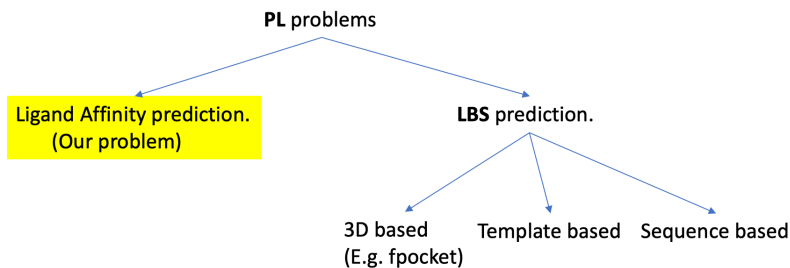 PL problems
Ligand Affinity prediction.
(Our problem)
LBS prediction.
3D based
(E.g. fpocket)
Template based
Sequence based